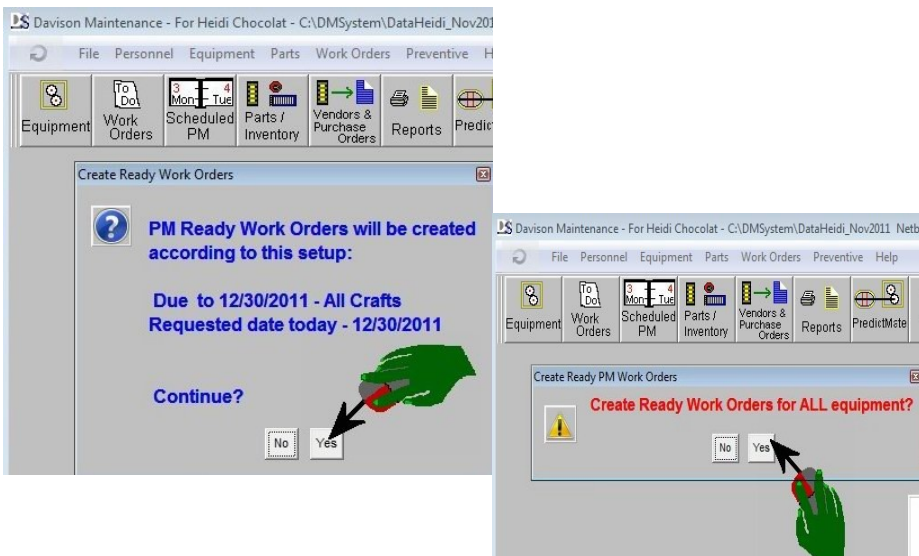 Davison Maintenance - For Heidi Chocolat - C:\DMSystem\DataHeidi_Nov201
File Personnel Equipment Parts Work Orders Preventive H
Equipment
To Do
Work Orders
3 4
Mon Tue
Scheduled PM
Parts / Inventory
Vendors & Purchase Orders
Reports
Predic
Create Ready Work Orders
PM Ready Work Orders will be created
according to this setup:
Due to 12/30/2011 - All Crafts
Requested date today - 12/30/2011
Continue?
No Yes
Davison Maintenance - For Heidi Chocolat - C:\DMSystem\DataHeidi_Nov2011 Netb
File Personnel Equipment Parts Work Orders Preventive Help
Equipment
To Do
Work Orders
3 4
Mon Tue
Scheduled PM
Parts / Inventory
Vendors & Purchase Orders
Reports
PredictMate
Create Ready PM Work Orders
Create Ready Work Orders for ALL equipment?
No Yes